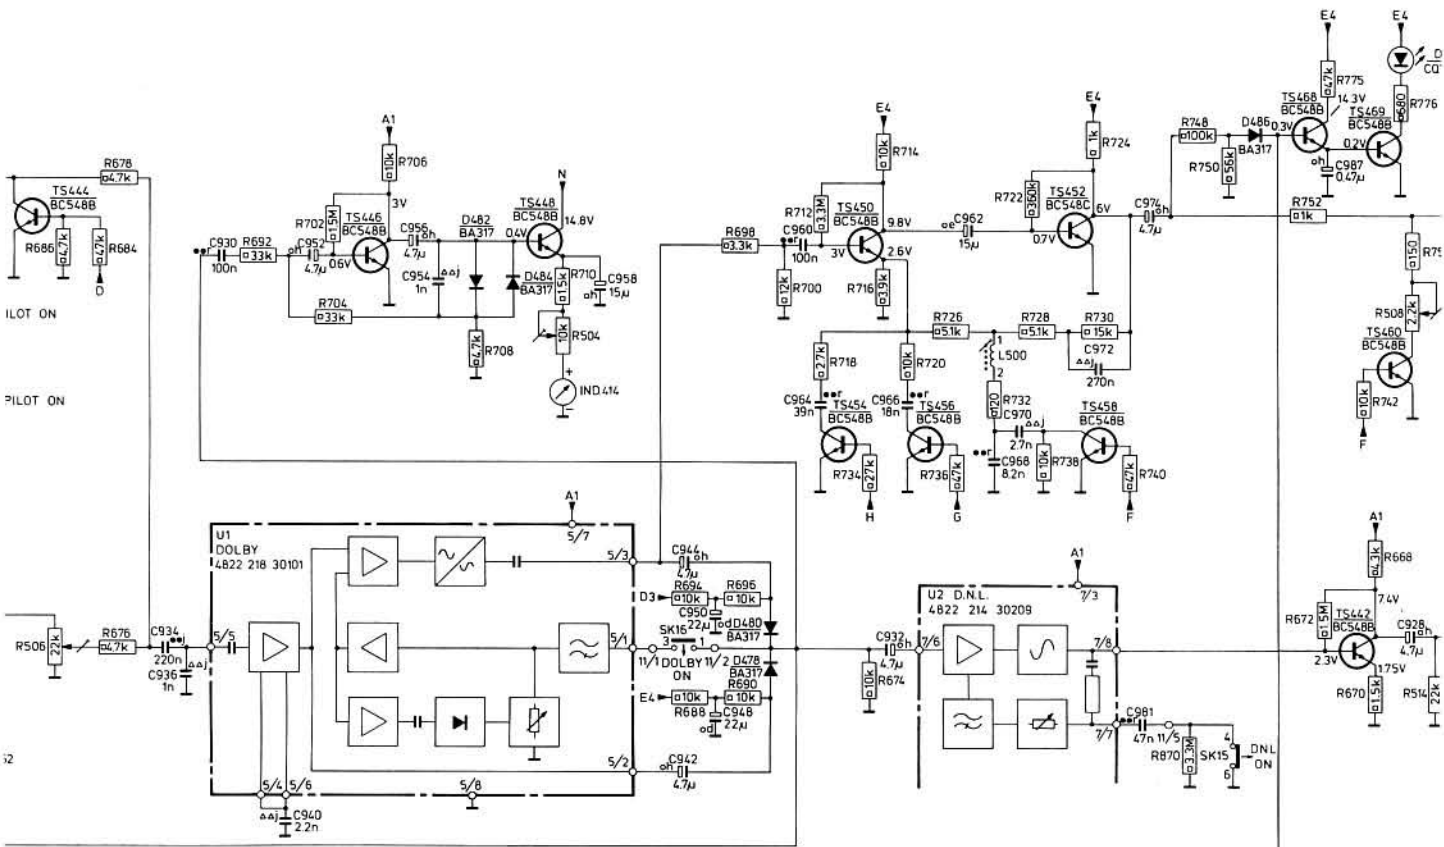 E4
E4
R775
47k
14.3V
TS468
BC548B
TS469
BC548B
680
R776
D
CQ
A1
10k
R706
E4
10k
R714
E4
1k
R724
R748
100k
D486
BA317
0.3V
0.2V
C987
0.47µ
R750
56k
R678
4.7k
TS444
BC548B
R686
4.7k
47k
R684
D
ILOT ON
PILOT ON
3V
R702
1.5M
TS446
BC548B
C956
4.7µ
D482
BA317
TS448
BC548B
N
14.8V
0.4V
C930
100n
R692
33k
C952
4.7µ
0.6V
C954
1n
D484
BA317
R710
1.5k
C958
15µ
R704
33k
4.7k
R708
10k
R504
+
IND.414
−
R698
3.3k
C960
100n
R712
3.3M
TS450
BC548B
9.8V
3V
2.6V
12k
R700
R716
3.9k
C962
15µ
R722
360k
TS452
BC548C
6V
0.7V
C974
4.7µ
R752
1k
150
R75
R508
2.2k
TS460
BC548B
10k
R742
F
R726
5.1k
R728
5.1k
R730
15k
C972
270n
1
L500
2
2.7k
R718
10k
R720
120
R732
C964
39n
TS454
BC548B
C966
18n
TS456
BC548B
C970
2.7n
C968
8.2n
10k
R738
TS458
BC548B
R734
27k
H
R736
47k
G
47k
R740
F
U1
DOLBY
4822 218 30101
A1
5/7
5/3
5/5
5/1
5/2
5/4
5/6
5/8
C940
2.2n
R506
22k
R676
4.7k
C934
220n
C936
1n
C944
4.7µ
D3
R694
10k
R696
10k
C950
22µ
D480
BA317
SK16
3
1
11/1
DOLBY
ON
11/2
D478
BA317
E4
10k
R688
R690
10k
C948
22µ
C942
4.7µ
C932
4.7µ
10k
R674
U2 D.N.L.
4822 214 30209
A1
7/3
7/6
7/8
7/7
C981
47n
11/5
R870
3.3M
SK15
4
6
DNL
ON
A1
43k
R668
7.4V
R672
1.5M
TS442
BC548B
2.3V
1.75V
C928
4.7µ
R670
1.5k
R514
22k
52